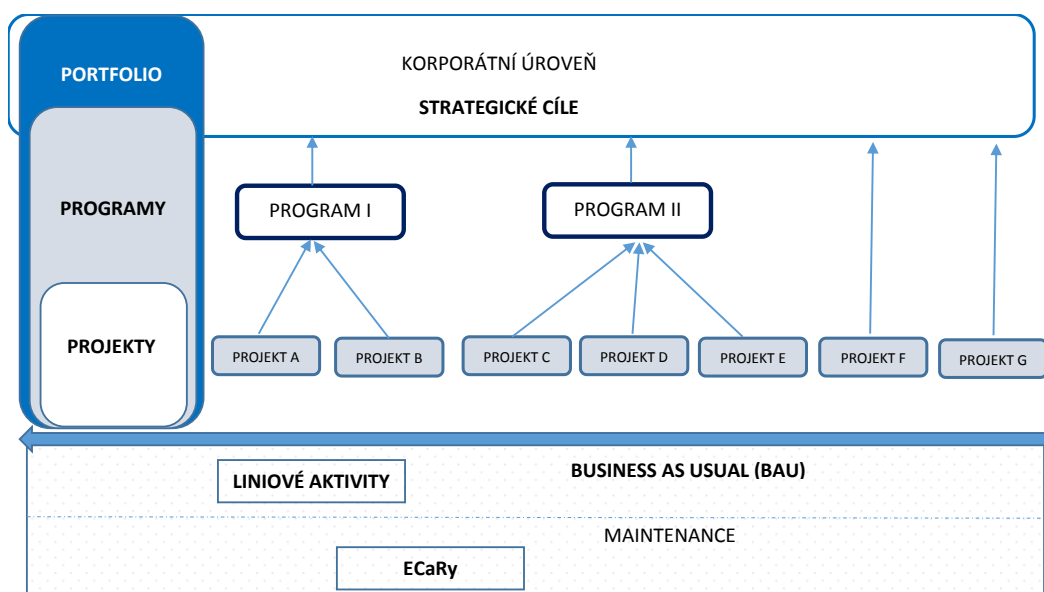 PORTFOLIO
KORPORÁTNÍ ÚROVEŇ
STRATEGICKÉ CÍLE
PROGRAMY
PROGRAM I
PROGRAM II
PROJEKTY
PROJEKT A
PROJEKT B
PROJEKT C
PROJEKT D
PROJEKT E
PROJEKT F
PROJEKT G
LINIOVÉ AKTIVITY
BUSINESS AS USUAL (BAU)
MAINTENANCE
ECaRy